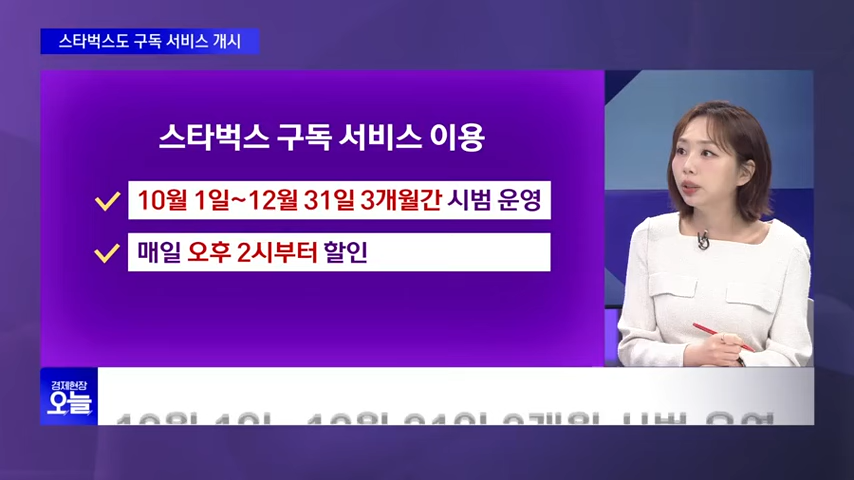 스타벅스도 구독 서비스 개시
스타벅스 구독 서비스 이용
10월 1일~12월 31일 3개월간 시범 운영
매일 오후 2시부터 할인
경제현장
오늘